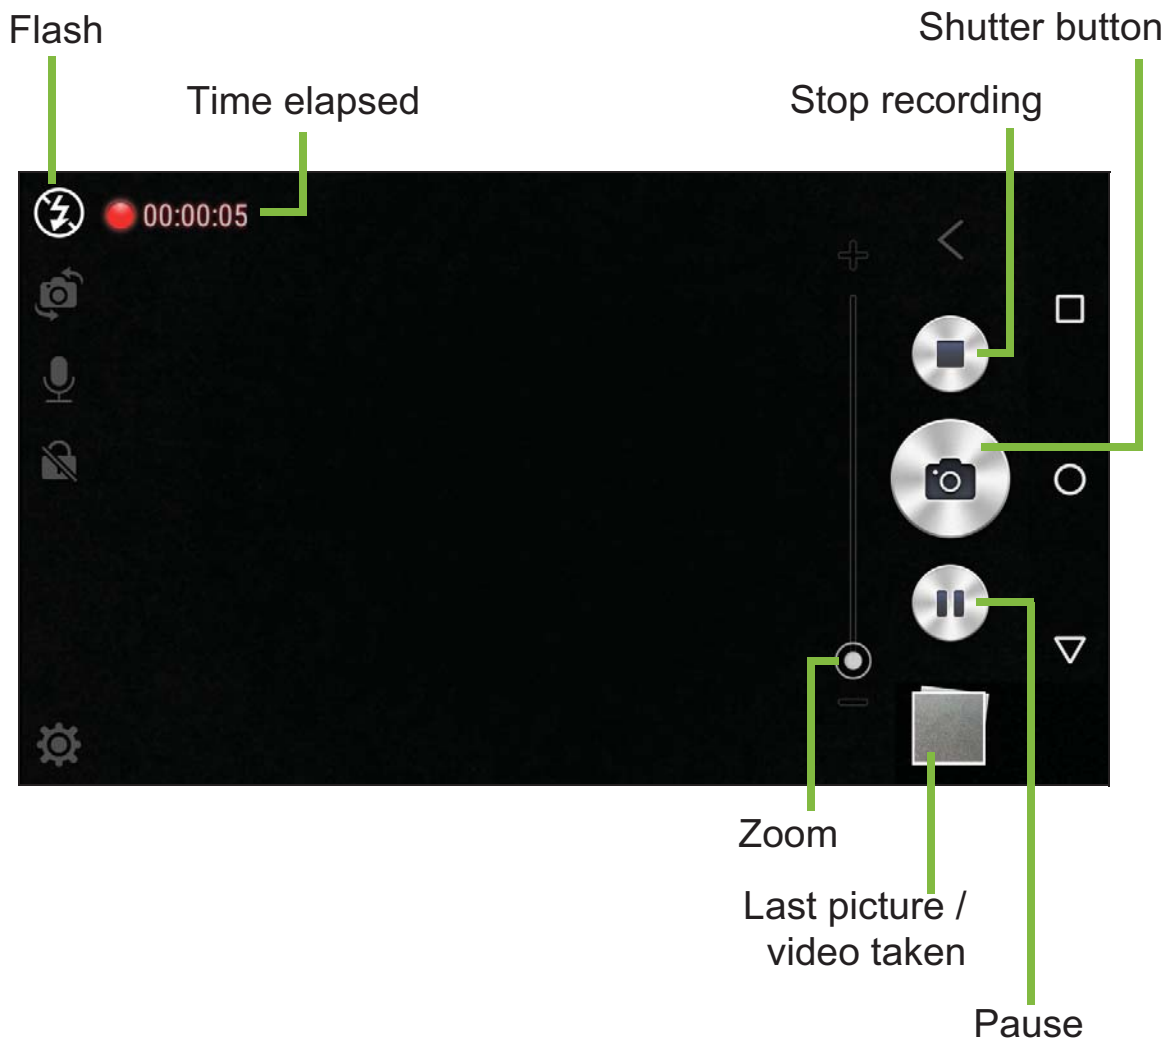 Flash
Shutter button
Time elapsed
Stop recording
00:00:05
Zoom
Last picture /
video taken
Pause